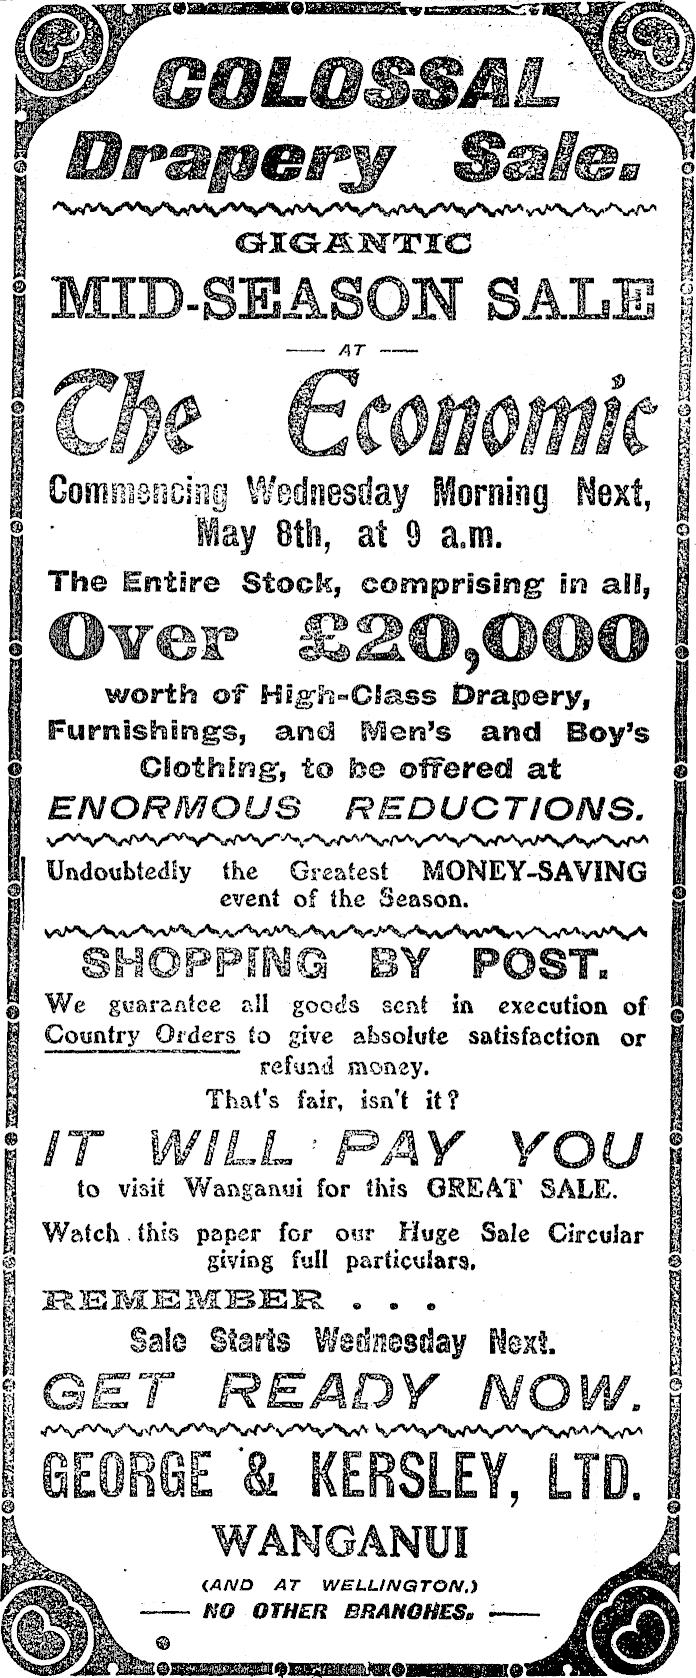 COLOSSAL
Drapery Sale.
GIGANTIC
MID-SEASON SALE
— AT —
The Economic
Commencing Wednesday Morning Next,
May 8th, at 9 a.m.
The Entire Stock, comprising in all,
Over £20,000
worth of High-Class Drapery,
Furnishings, and Men's and Boy's
Clothing, to be offered at
ENORMOUS REDUCTIONS.
Undoubtedly the Greatest MONEY-SAVING
event of the Season.
SHOPPING BY POST.
We guarantee all goods sent in execution of
Country Orders to give absolute satisfaction or
refund money.
That's fair, isn't it?
IT WILL PAY YOU
to visit Wanganui for this GREAT SALE.
Watch this paper for our Huge Sale Circular
giving full particulars.
REMEMBER . . .
Sale Starts Wednesday Next.
GET READY NOW.
GEORGE & KERSLEY, LTD.
WANGANUI
(AND AT WELLINGTON.)
— NO OTHER BRANCHES. —